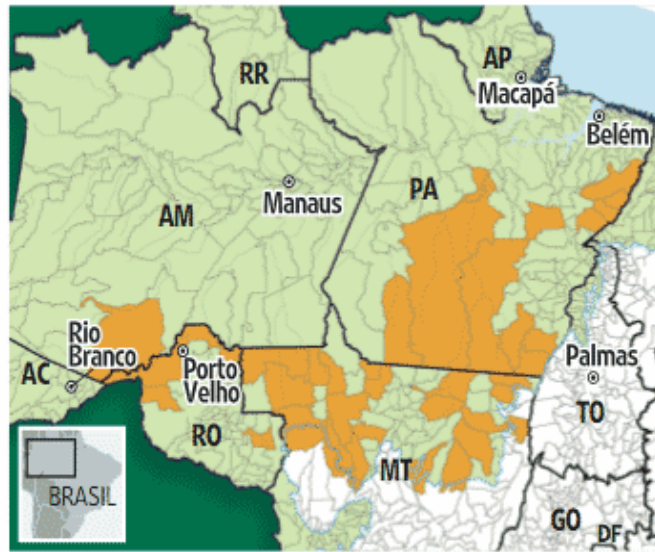 AP
RR
Macapá
Belém
PA
Manaus
AM
Rio
Branco
Porto
Velho
Palmas
AC
TO
RO
MT
BRASIL
GO
DF